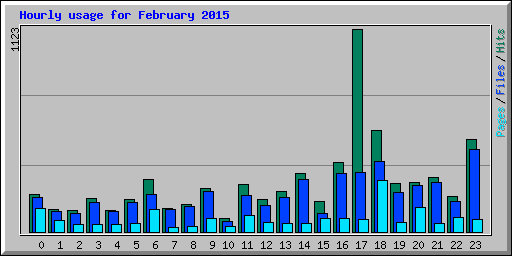 Hourly usage for February 2015
1123
Pages/Files/Hits
0 1 2 3 4 5 6 7 8 9 10 11 12 13 14 15 16 17 18 19 20 21 22 23